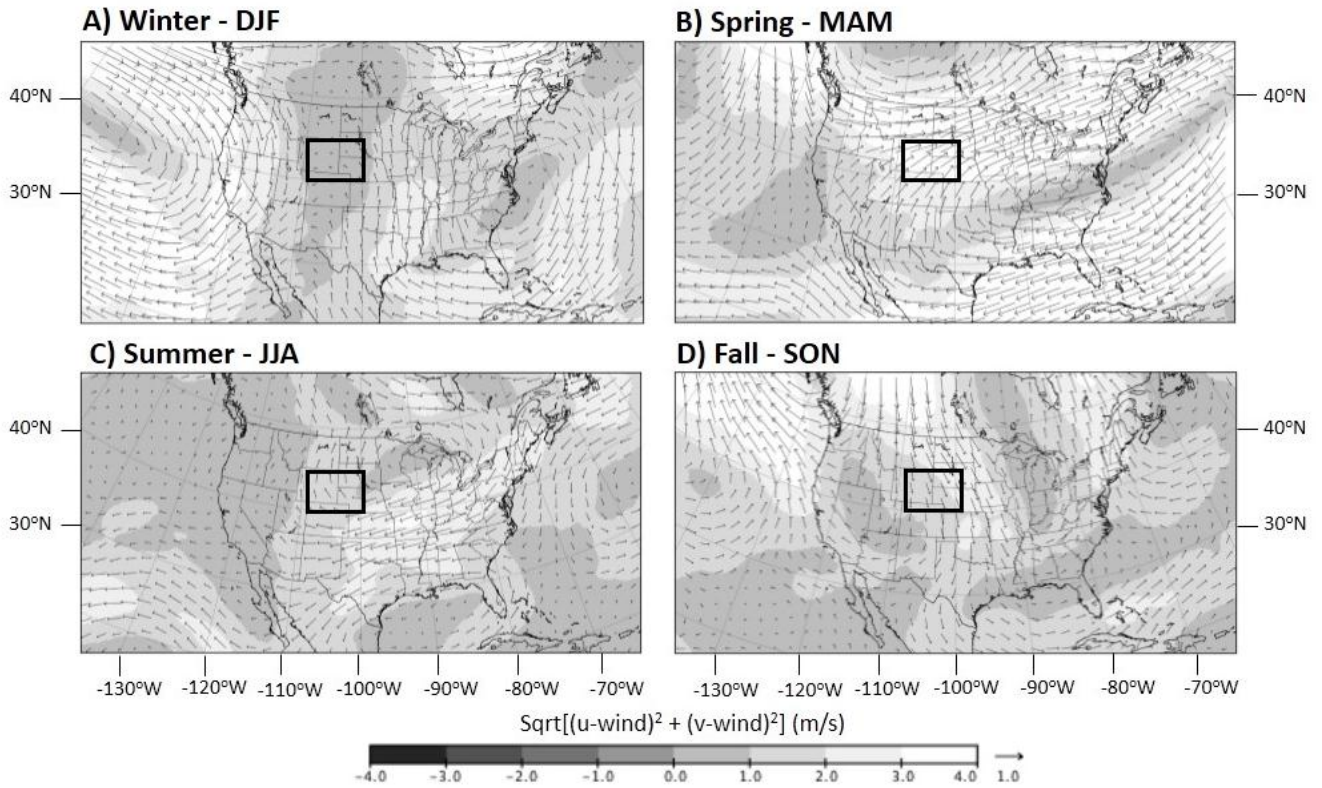 A) Winter - DJF
B) Spring - MAM
40°N
30°N
40°N
30°N
C) Summer - JJA
D) Fall - SON
40°N
30°N
40°N
30°N
-130°W -120°W -110°W -100°W -90°W -80°W -70°W
-130°W -120°W -110°W -100°W -90°W -80°W -70°W
Sqrt[(u-wind)² + (v-wind)²] (m/s)
-4.0 -3.0 -2.0 -1.0 0.0 1.0 2.0 3.0 4.0 1.0